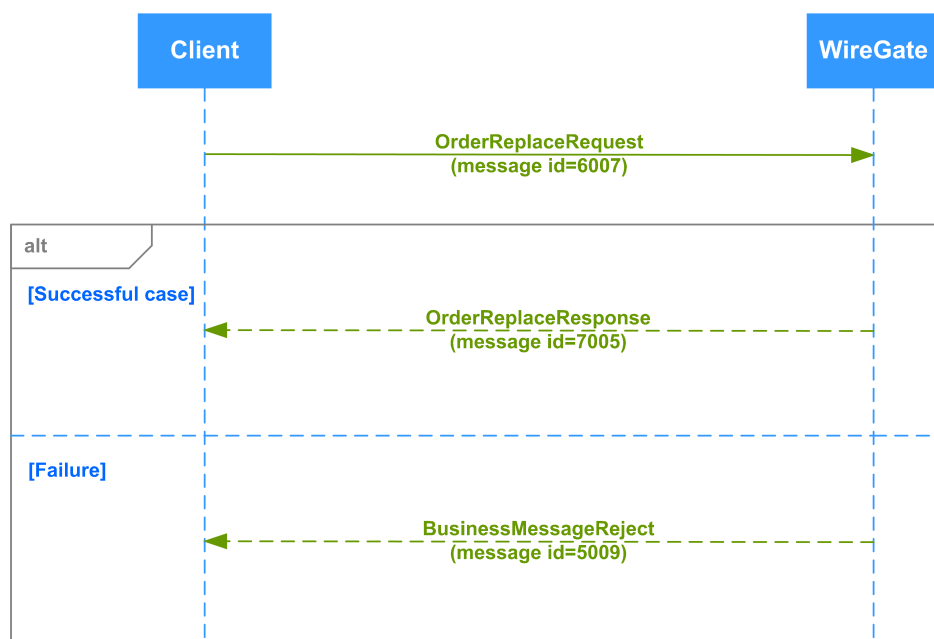 Client
WireGate
OrderReplaceRequest
(message id=6007)
alt
[Successful case]
OrderReplaceResponse
(message id=7005)
[Failure]
BusinessMessageReject
(message id=5009)